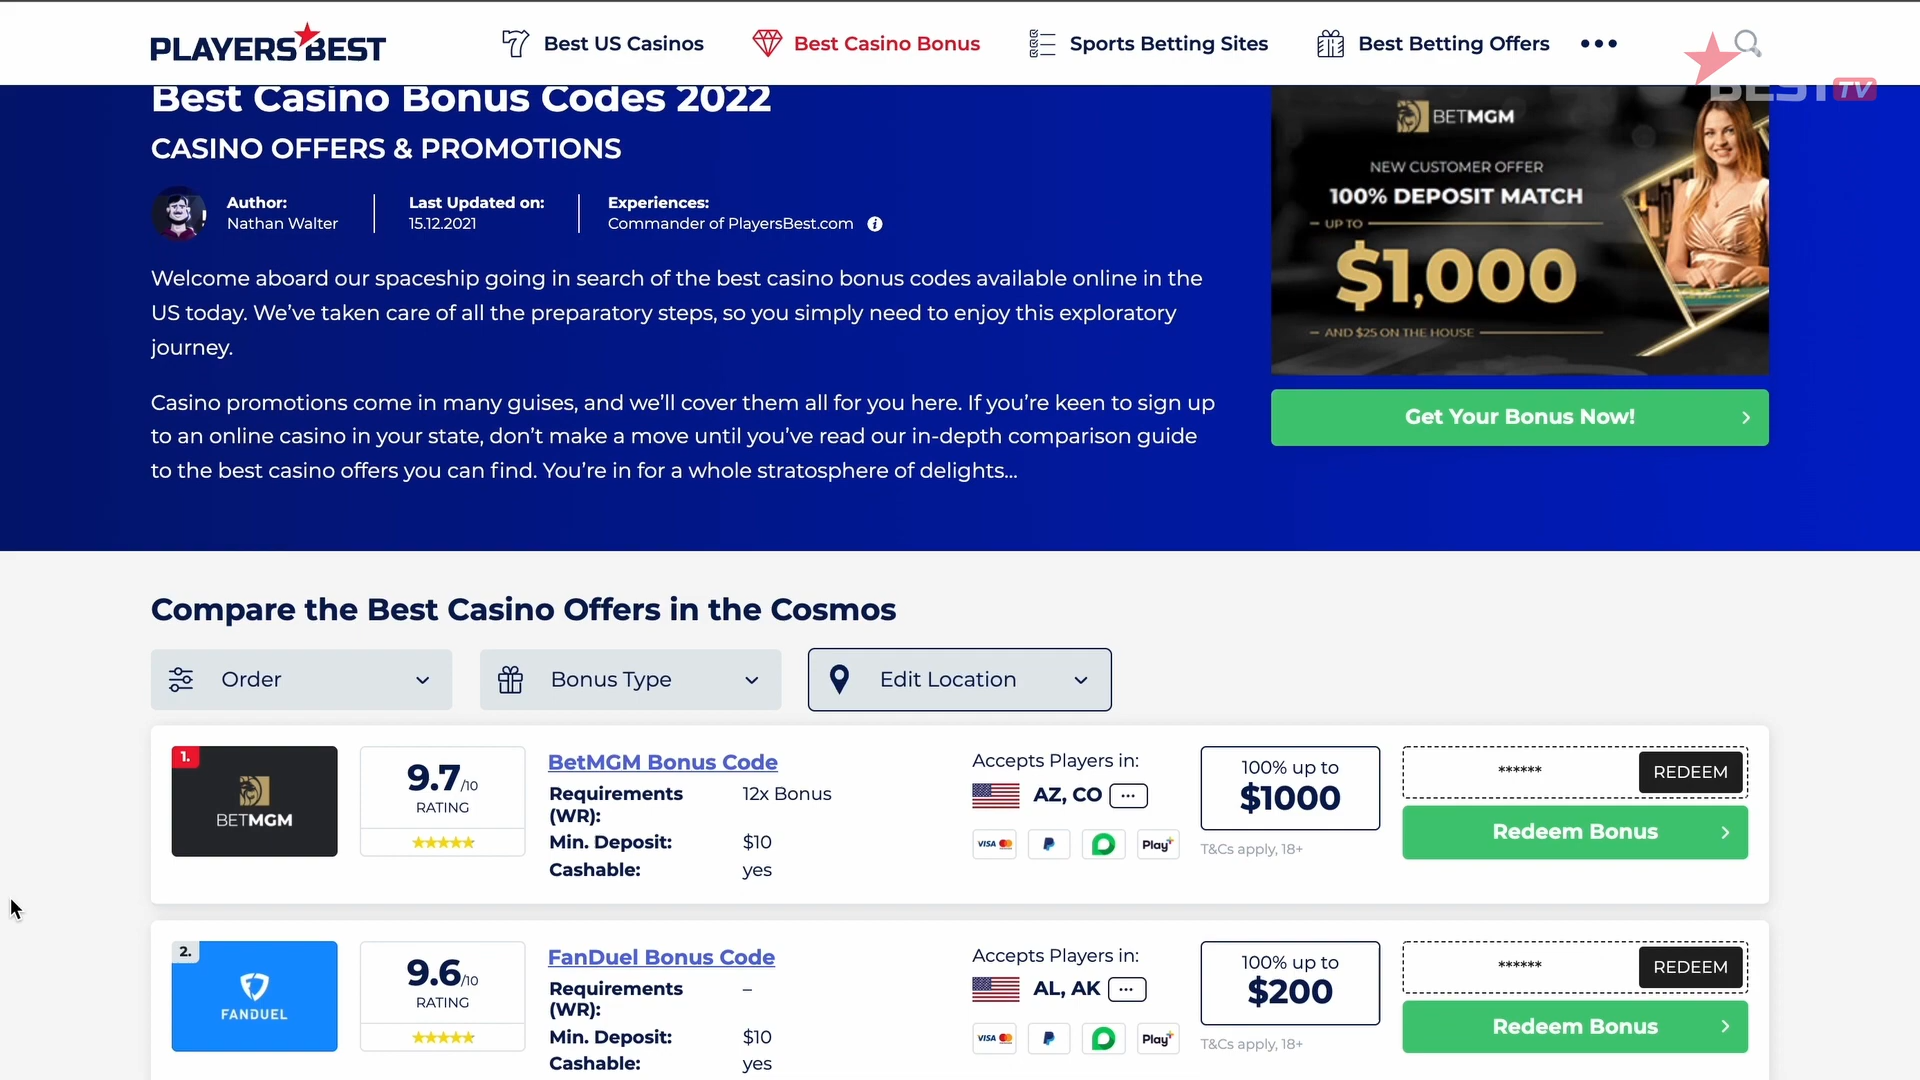 PLAYERS BEST
Best US Casinos
Best Casino Bonus
Sports Betting Sites
Best Betting Offers
BEST TV
Best Casino Bonus Codes 2022
CASINO OFFERS & PROMOTIONS
Author:
Nathan Walter
Last Updated on:
15.12.2021
Experiences:
Commander of PlayersBest.com
Welcome aboard our spaceship going in search of the best casino bonus codes available online in the
US today. We’ve taken care of all the preparatory steps, so you simply need to enjoy this exploratory
journey.
Casino promotions come in many guises, and we’ll cover them all for you here. If you’re keen to sign up
to an online casino in your state, don’t make a move until you’ve read our in-depth comparison guide
to the best casino offers you can find. You’re in for a whole stratosphere of delights...
BETMGM
NEW CUSTOMER OFFER
100% DEPOSIT MATCH
UP TO
$1,000
AND $25 ON THE HOUSE
Get Your Bonus Now!
Compare the Best Casino Offers in the Cosmos
Order
Bonus Type
Edit Location
1.
BETMGM
9.7/10
RATING
BetMGM Bonus Code
Requirements (WR): 12x Bonus
Min. Deposit: $10
Cashable: yes
Accepts Players in:
AZ, CO ...
VISA
Play+
100% up to
$1000
T&Cs apply, 18+
****** REDEEM
Redeem Bonus
2.
FANDUEL
9.6/10
RATING
FanDuel Bonus Code
Requirements (WR): –
Min. Deposit: $10
Cashable: yes
Accepts Players in:
AL, AK ...
VISA
Play+
100% up to
$200
T&Cs apply, 18+
****** REDEEM
Redeem Bonus